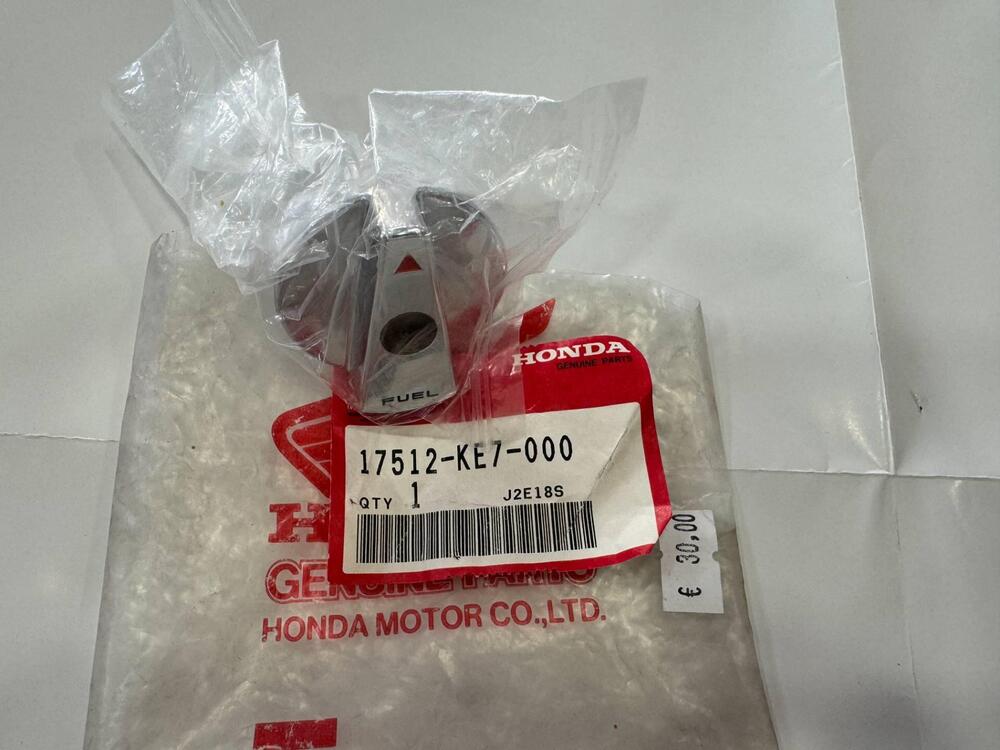 FUEL
HONDA
GENUINE PARTS
17512-KE7-000
QTY 1 J2E18S
€ 30,00
GENUINE PARTS
HONDA MOTOR CO.,LTD.